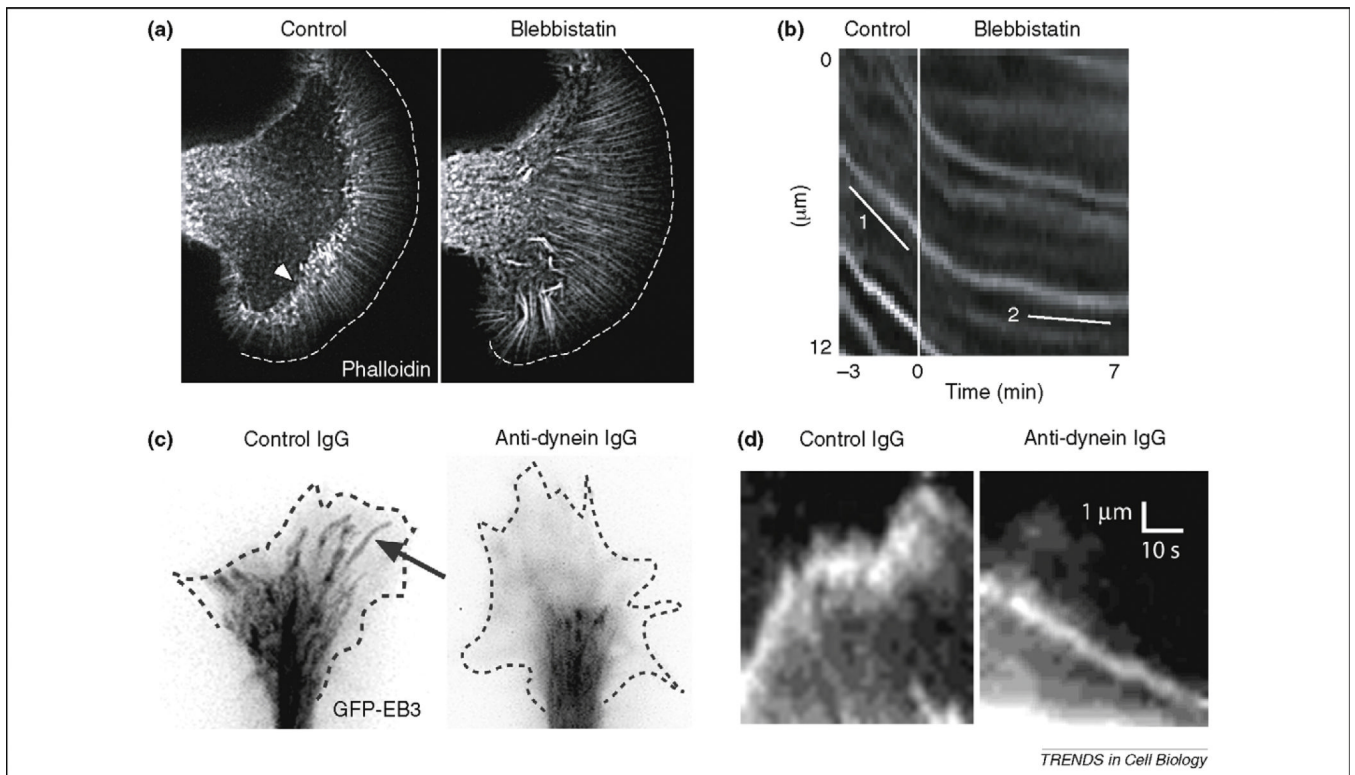 (a) Control Blebbistatin
Phalloidin
(b) Control Blebbistatin
0
(μm)
1
2
12
−3 0 7
Time (min)
(c) Control IgG Anti-dynein IgG
GFP-EB3
(d) Control IgG Anti-dynein IgG
1 μm
10 s
TRENDS in Cell Biology